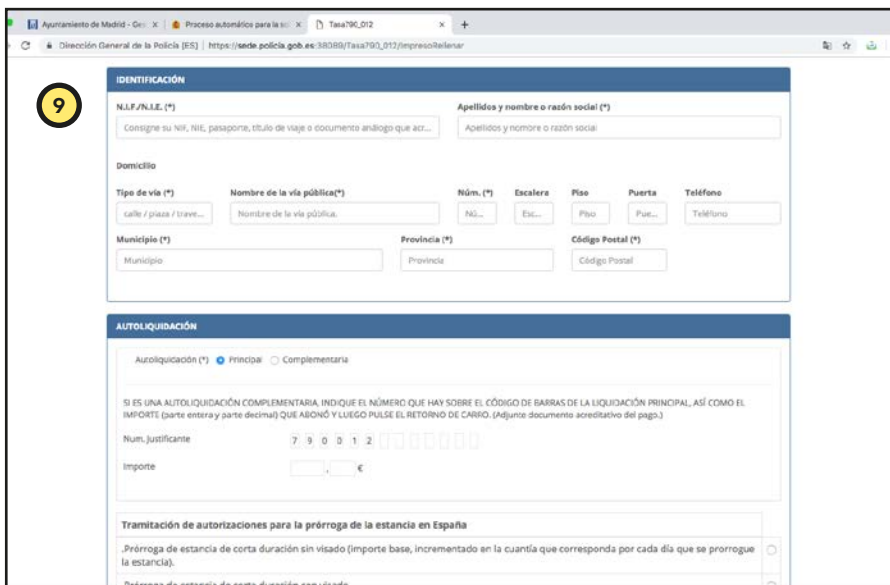 Ayuntamiento de Madrid - Ges
Proceso automático para la so
Tasa790_012
Dirección General de la Policía [ES] | https://sede.policia.gob.es:38089/Tasa790_012/ImpresoRellenar
9
IDENTIFICACIÓN
N.I.F./N.I.E. (*) Apellidos y nombre o razón social (*)
Consigne su NIF, NIE, pasaporte, título de viaje o documento análogo que acr... Apellidos y nombre o razón social
Domicilio
Tipo de vía (*) Nombre de la vía pública(*) Núm. (*) Escalera Piso Puerta Teléfono
calle / plaza / trave... Nombre de la vía pública. Nú... Esc... Piso Pue... Teléfono
Municipio (*) Provincia (*) Código Postal (*)
Municipio Provincia Código Postal
AUTOLIQUIDACIÓN
Autoliquidación (*) Principal Complementaria
SI ES UNA AUTOLIQUIDACIÓN COMPLEMENTARIA, INDIQUE EL NÚMERO QUE HAY SOBRE EL CÓDIGO DE BARRAS DE LA LIQUIDACIÓN PRINCIPAL, ASÍ COMO EL
IMPORTE (parte entera y parte decimal) QUE ABONÓ Y LUEGO PULSE EL RETORNO DE CARRO. (Adjunte documento acreditativo del pago.)
Num. Justificante 7 9 0 0 1 2
Importe , €
Tramitación de autorizaciones para la prórroga de la estancia en España
.Prórroga de estancia de corta duración sin visado (importe base, incrementado en la cuantía que corresponda por cada día que se prorrogue
la estancia).
.Prórroga de estancia de corta duración con visado